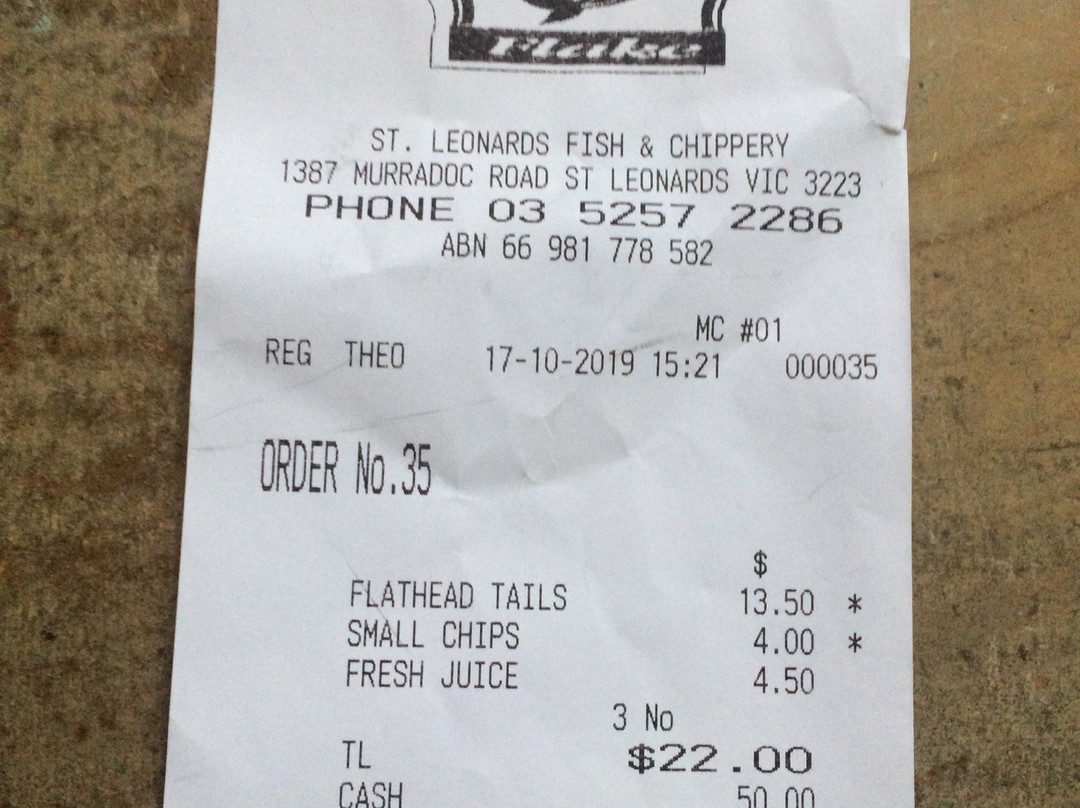 Flake
ST. LEONARDS FISH & CHIPPERY
1387 MURRADOC ROAD ST LEONARDS VIC 3223
PHONE 03 5257 2286
ABN 66 981 778 582
MC #01
REG THEO 17-10-2019 15:21 000035
ORDER No.35
$
FLATHEAD TAILS 13.50 *
SMALL CHIPS 4.00 *
FRESH JUICE 4.50
3 No
TL $22.00
CASH 50.00